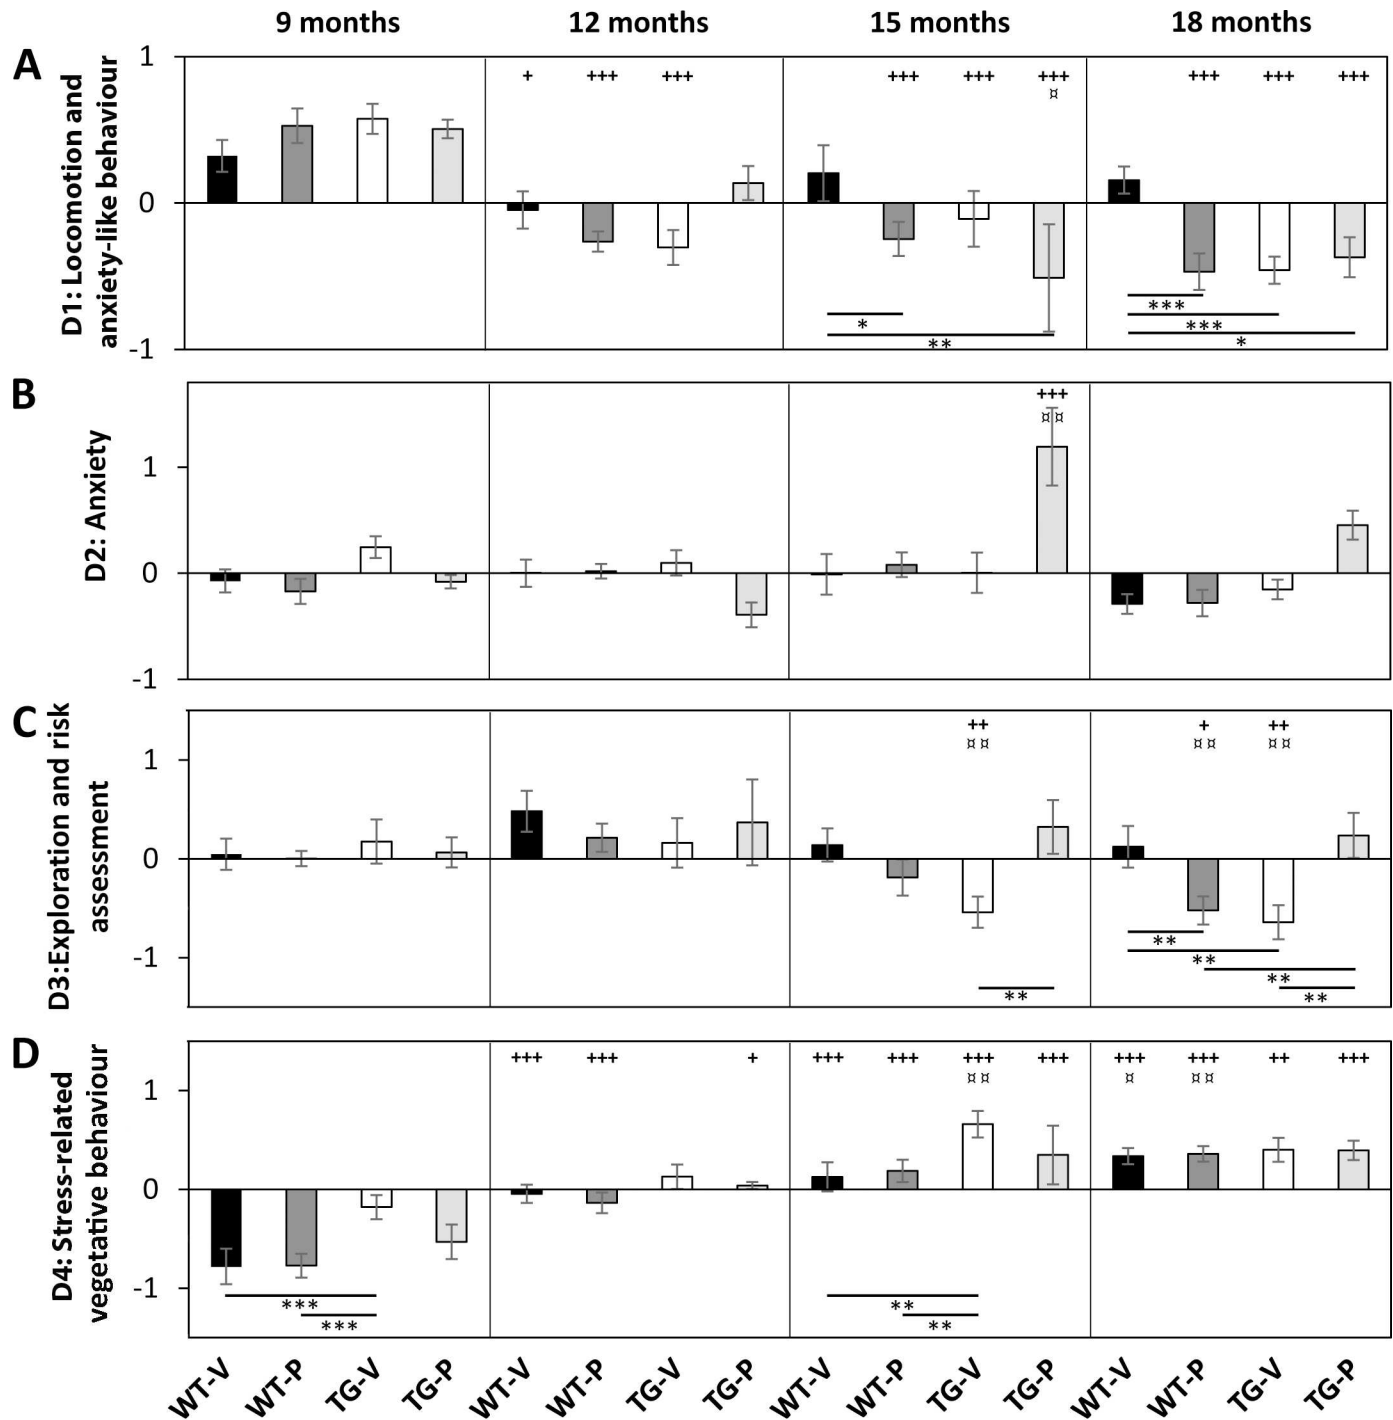 9 months 12 months 15 months 18 months
A
D1: Locomotion and
anxiety-like behaviour
1
0
-1
+ +++ +++ +++ +++ +++ +++ +++ +++
¤
* ***
** ***
*
B
D2: Anxiety
1
0
-1
+++
¤¤
C
D3:Exploration and risk
assessment
1
0
-1
++ + ++
¤¤ ¤¤ ¤¤
**
**
**
** **
D
D4: Stress-related
vegetative behaviour
1
0
-1
+++ +++ + +++ +++ +++ +++ +++ +++ ++ +++
¤¤ ¤ ¤¤
*** **
*** **
WT-V WT-P TG-V TG-P WT-V WT-P TG-V TG-P WT-V WT-P TG-V TG-P WT-V WT-P TG-V TG-P